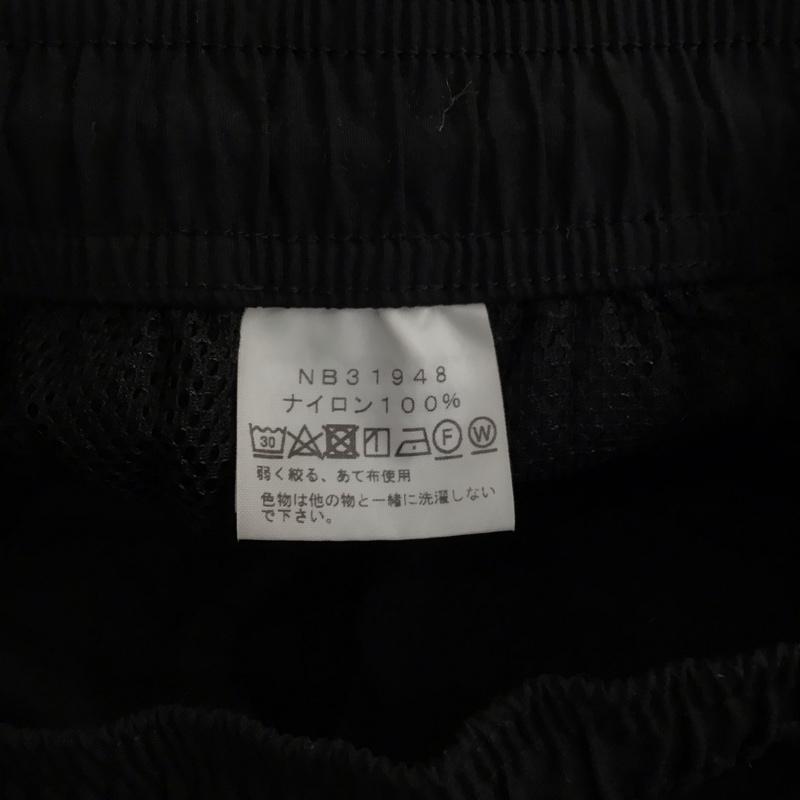 NB31948
ナイロン100%
30 F W
弱く絞る、あて布使用
色物は他の物と一緒に洗濯しない
で下さい。